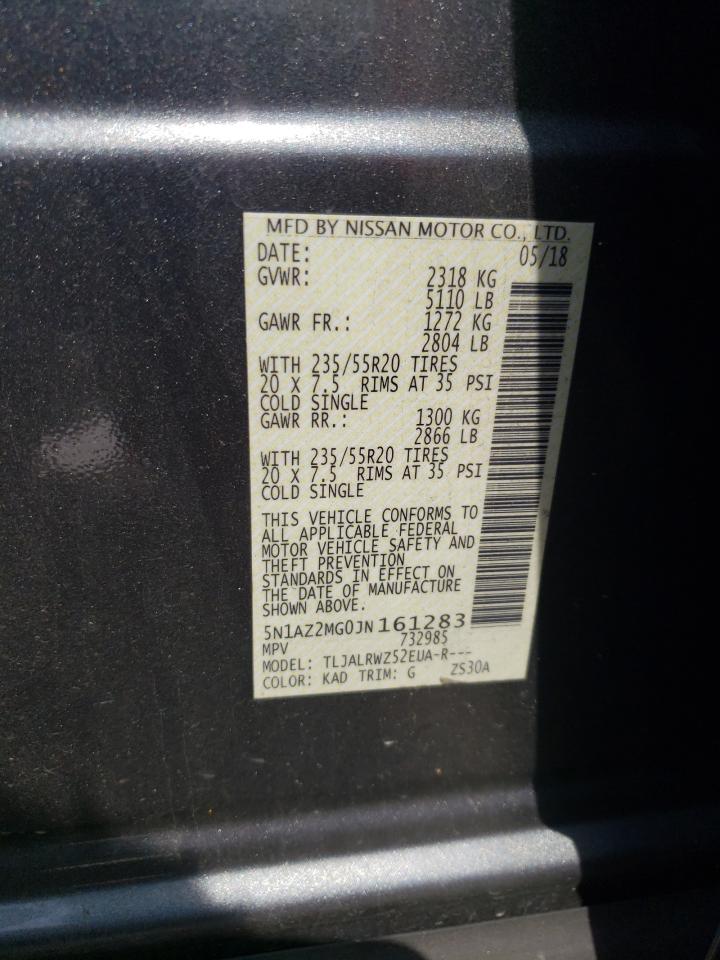 MFD BY NISSAN MOTOR CO., LTD.
DATE: 05/18
GVWR: 2318 KG
5110 LB
GAWR FR.: 1272 KG
2804 LB
WITH 235/55R20 TIRES
20 X 7.5 RIMS AT 35 PSI
COLD SINGLE
GAWR RR.: 1300 KG
2866 LB
WITH 235/55R20 TIRES
20 X 7.5 RIMS AT 35 PSI
COLD SINGLE
THIS VEHICLE CONFORMS TO
ALL APPLICABLE FEDERAL
MOTOR VEHICLE SAFETY AND
THEFT PREVENTION
STANDARDS IN EFFECT ON
THE DATE OF MANUFACTURE
SHOWN ABOVE.
5N1AZ2MG0JN161283
MPV 732985
MODEL: TLJALRWZ52EUA-R---
COLOR: KAD TRIM: G ZS30A